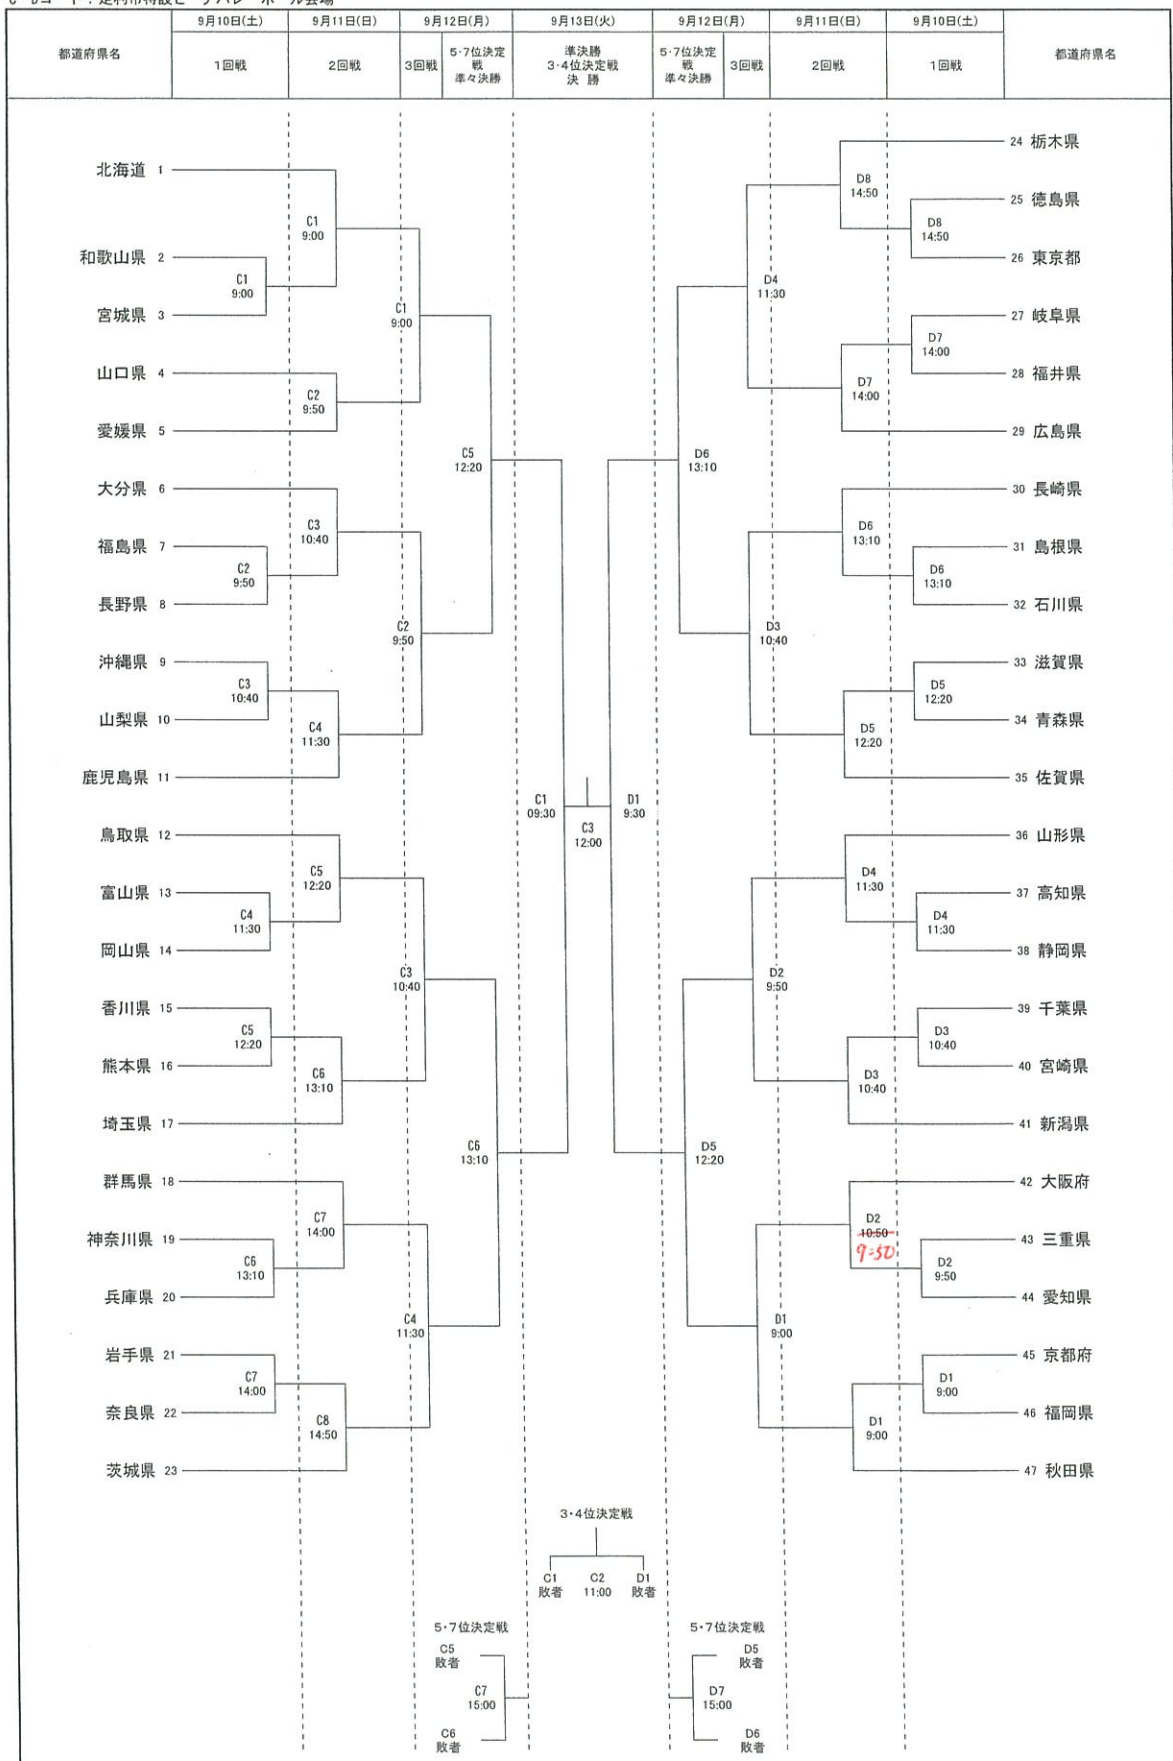 9月10日(土) 9月11日(日) 9月12日(月) 9月13日(火) 9月12日(月) 9月11日(日) 9月10日(土)
都道府県名 1回戦 2回戦 3回戦 5・7位決定戦 準々決勝 準決勝 3・4位決定戦 決 勝 5・7位決定戦 準々決勝 3回戦 2回戦 1回戦 都道府県名
北海道 1
和歌山県 2
宮城県 3
山口県 4
愛媛県 5
大分県 6
福島県 7
長野県 8
沖縄県 9
山梨県 10
鹿児島県 11
鳥取県 12
富山県 13
岡山県 14
香川県 15
熊本県 16
埼玉県 17
群馬県 18
神奈川県 19
兵庫県 20
岩手県 21
奈良県 22
茨城県 23
C1
9:00
C2
9:50
C3
10:40
C4
11:30
C5
12:20
C6
13:10
C7
14:00
C1
9:00
C2
9:50
C3
10:40
C4
11:30
C5
12:20
C6
13:10
C7
14:00
C8
14:50
C1
9:00
C2
9:50
C3
10:40
C4
11:30
C5
12:20
C6
13:10
C1
09:30
C3
12:00
D1
9:30
D6
13:10
D5
12:20
D4
11:30
D3
10:40
D2
9:50
D1
9:00
D8
14:50
D7
14:00
D6
13:10
D5
12:20
D4
11:30
D3
10:40
D2
10:50
9:50
D1
9:00
D8
14:50
D7
14:00
D6
13:10
D5
12:20
D4
11:30
D3
10:40
D2
9:50
D1
9:00
24 栃木県
25 徳島県
26 東京都
27 岐阜県
28 福井県
29 広島県
30 長崎県
31 島根県
32 石川県
33 滋賀県
34 青森県
35 佐賀県
36 山形県
37 高知県
38 静岡県
39 千葉県
40 宮崎県
41 新潟県
42 大阪府
43 三重県
44 愛知県
45 京都府
46 福岡県
47 秋田県
3・4位決定戦
C1 C2 D1
敗者 11:00 敗者
5・7位決定戦
C5
敗者
C7
15:00
C6
敗者
5・7位決定戦
D5
敗者
D7
15:00
D6
敗者